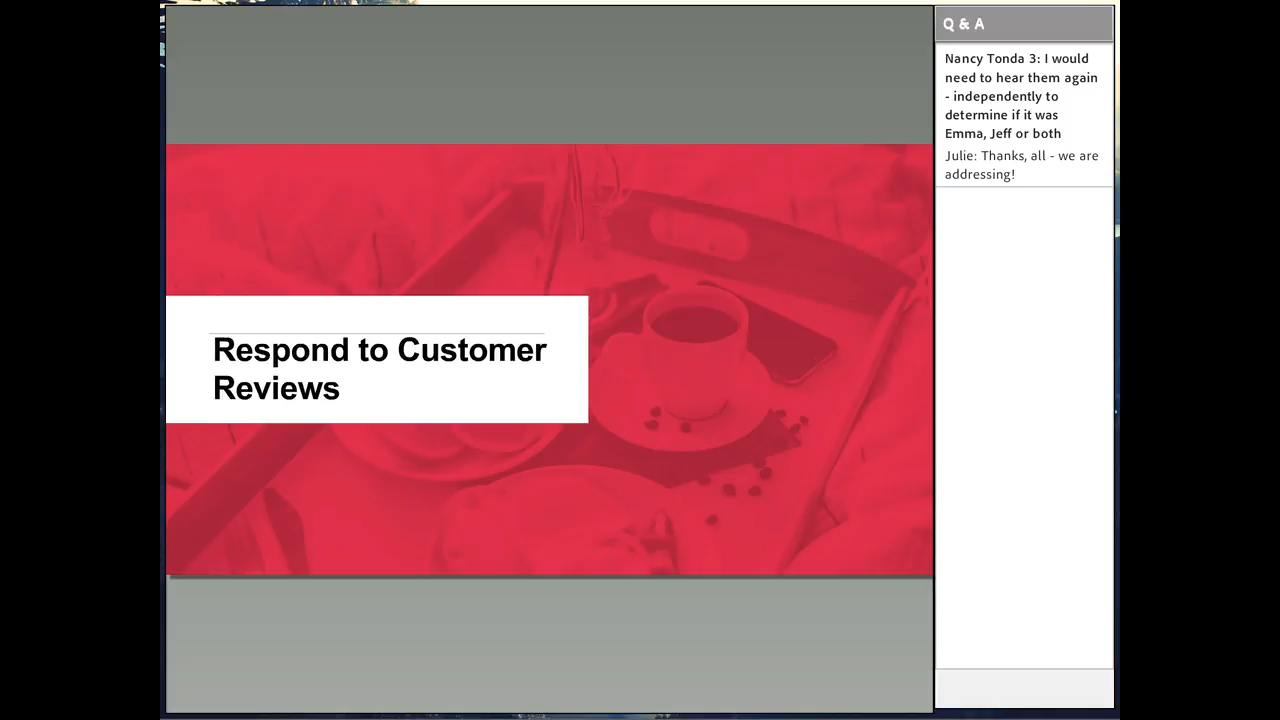 Respond to Customer
Reviews
Q & A
Nancy Tonda 3: I would
need to hear them again
- independently to
determine if it was
Emma, Jeff or both
Julie: Thanks, all - we are
addressing!